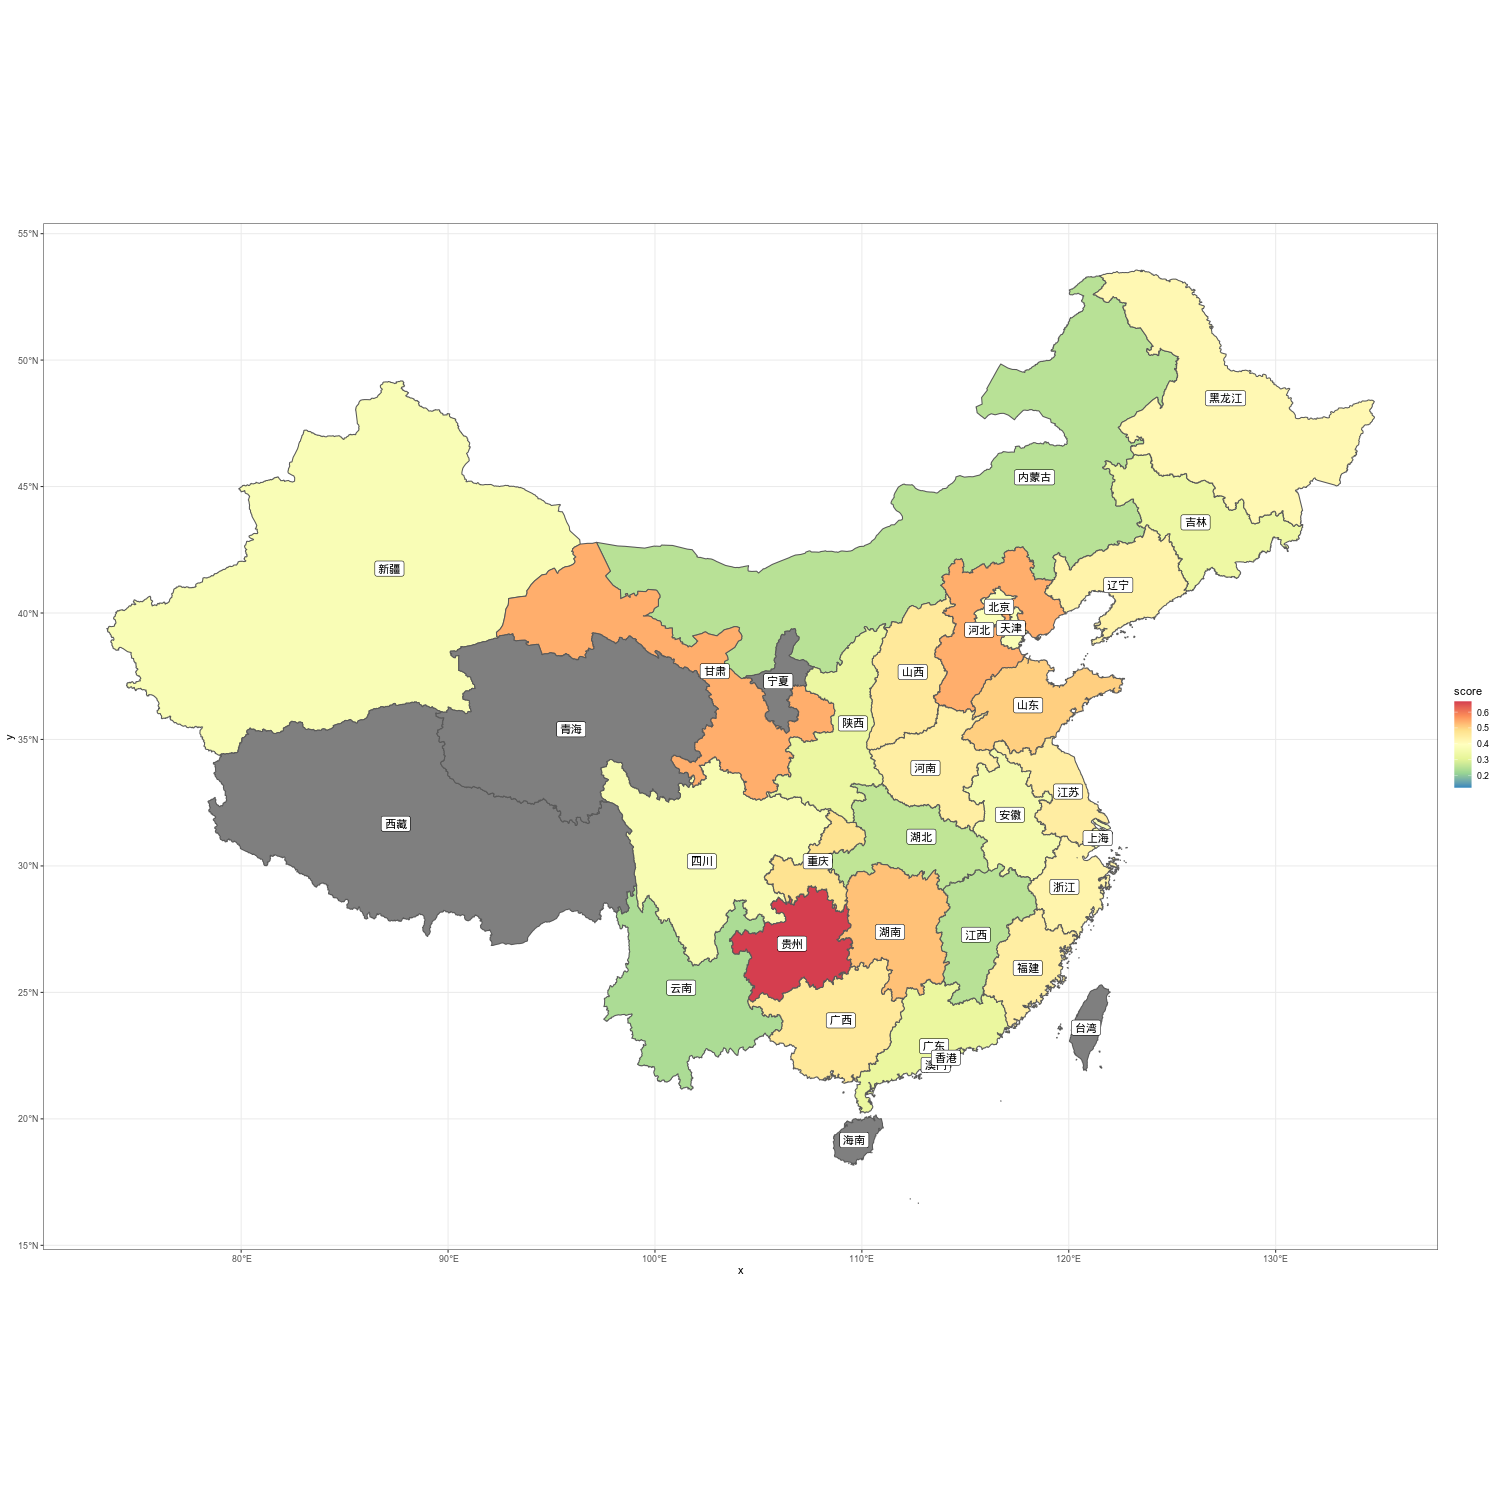 55°N
50°N
45°N
40°N
35°N
30°N
25°N
20°N
15°N
y
黑龙江
内蒙古
吉林
新疆
辽宁
北京
天津
河北
甘肃
山西
宁夏
山东
陕西
青海
河南
江苏
安徽
西藏
湖北
上海
四川
重庆
浙江
湖南
江西
贵州
福建
云南
广西
台湾
广东
香港
澳门
海南
80°E
90°E
100°E
110°E
120°E
130°E
x
score
0.6
0.5
0.4
0.3
0.2